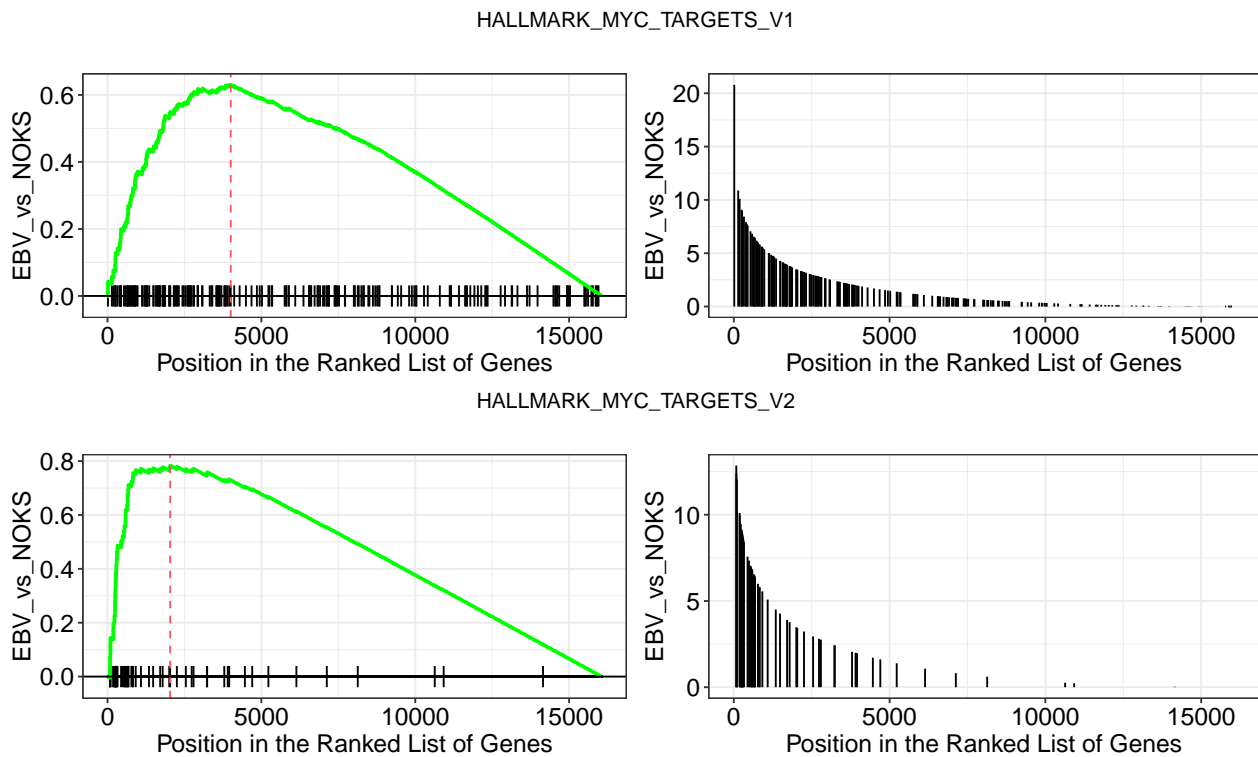 HALLMARK_MYC_TARGETS_V1
EBV_vs_NOKS
0.6
0.4
0.2
0.0
0 5000 10000 15000
Position in the Ranked List of Genes
EBV_vs_NOKS
20
15
10
5
0
0 5000 10000 15000
Position in the Ranked List of Genes
HALLMARK_MYC_TARGETS_V2
EBV_vs_NOKS
0.8
0.6
0.4
0.2
0.0
0 5000 10000 15000
Position in the Ranked List of Genes
EBV_vs_NOKS
10
5
0
0 5000 10000 15000
Position in the Ranked List of Genes